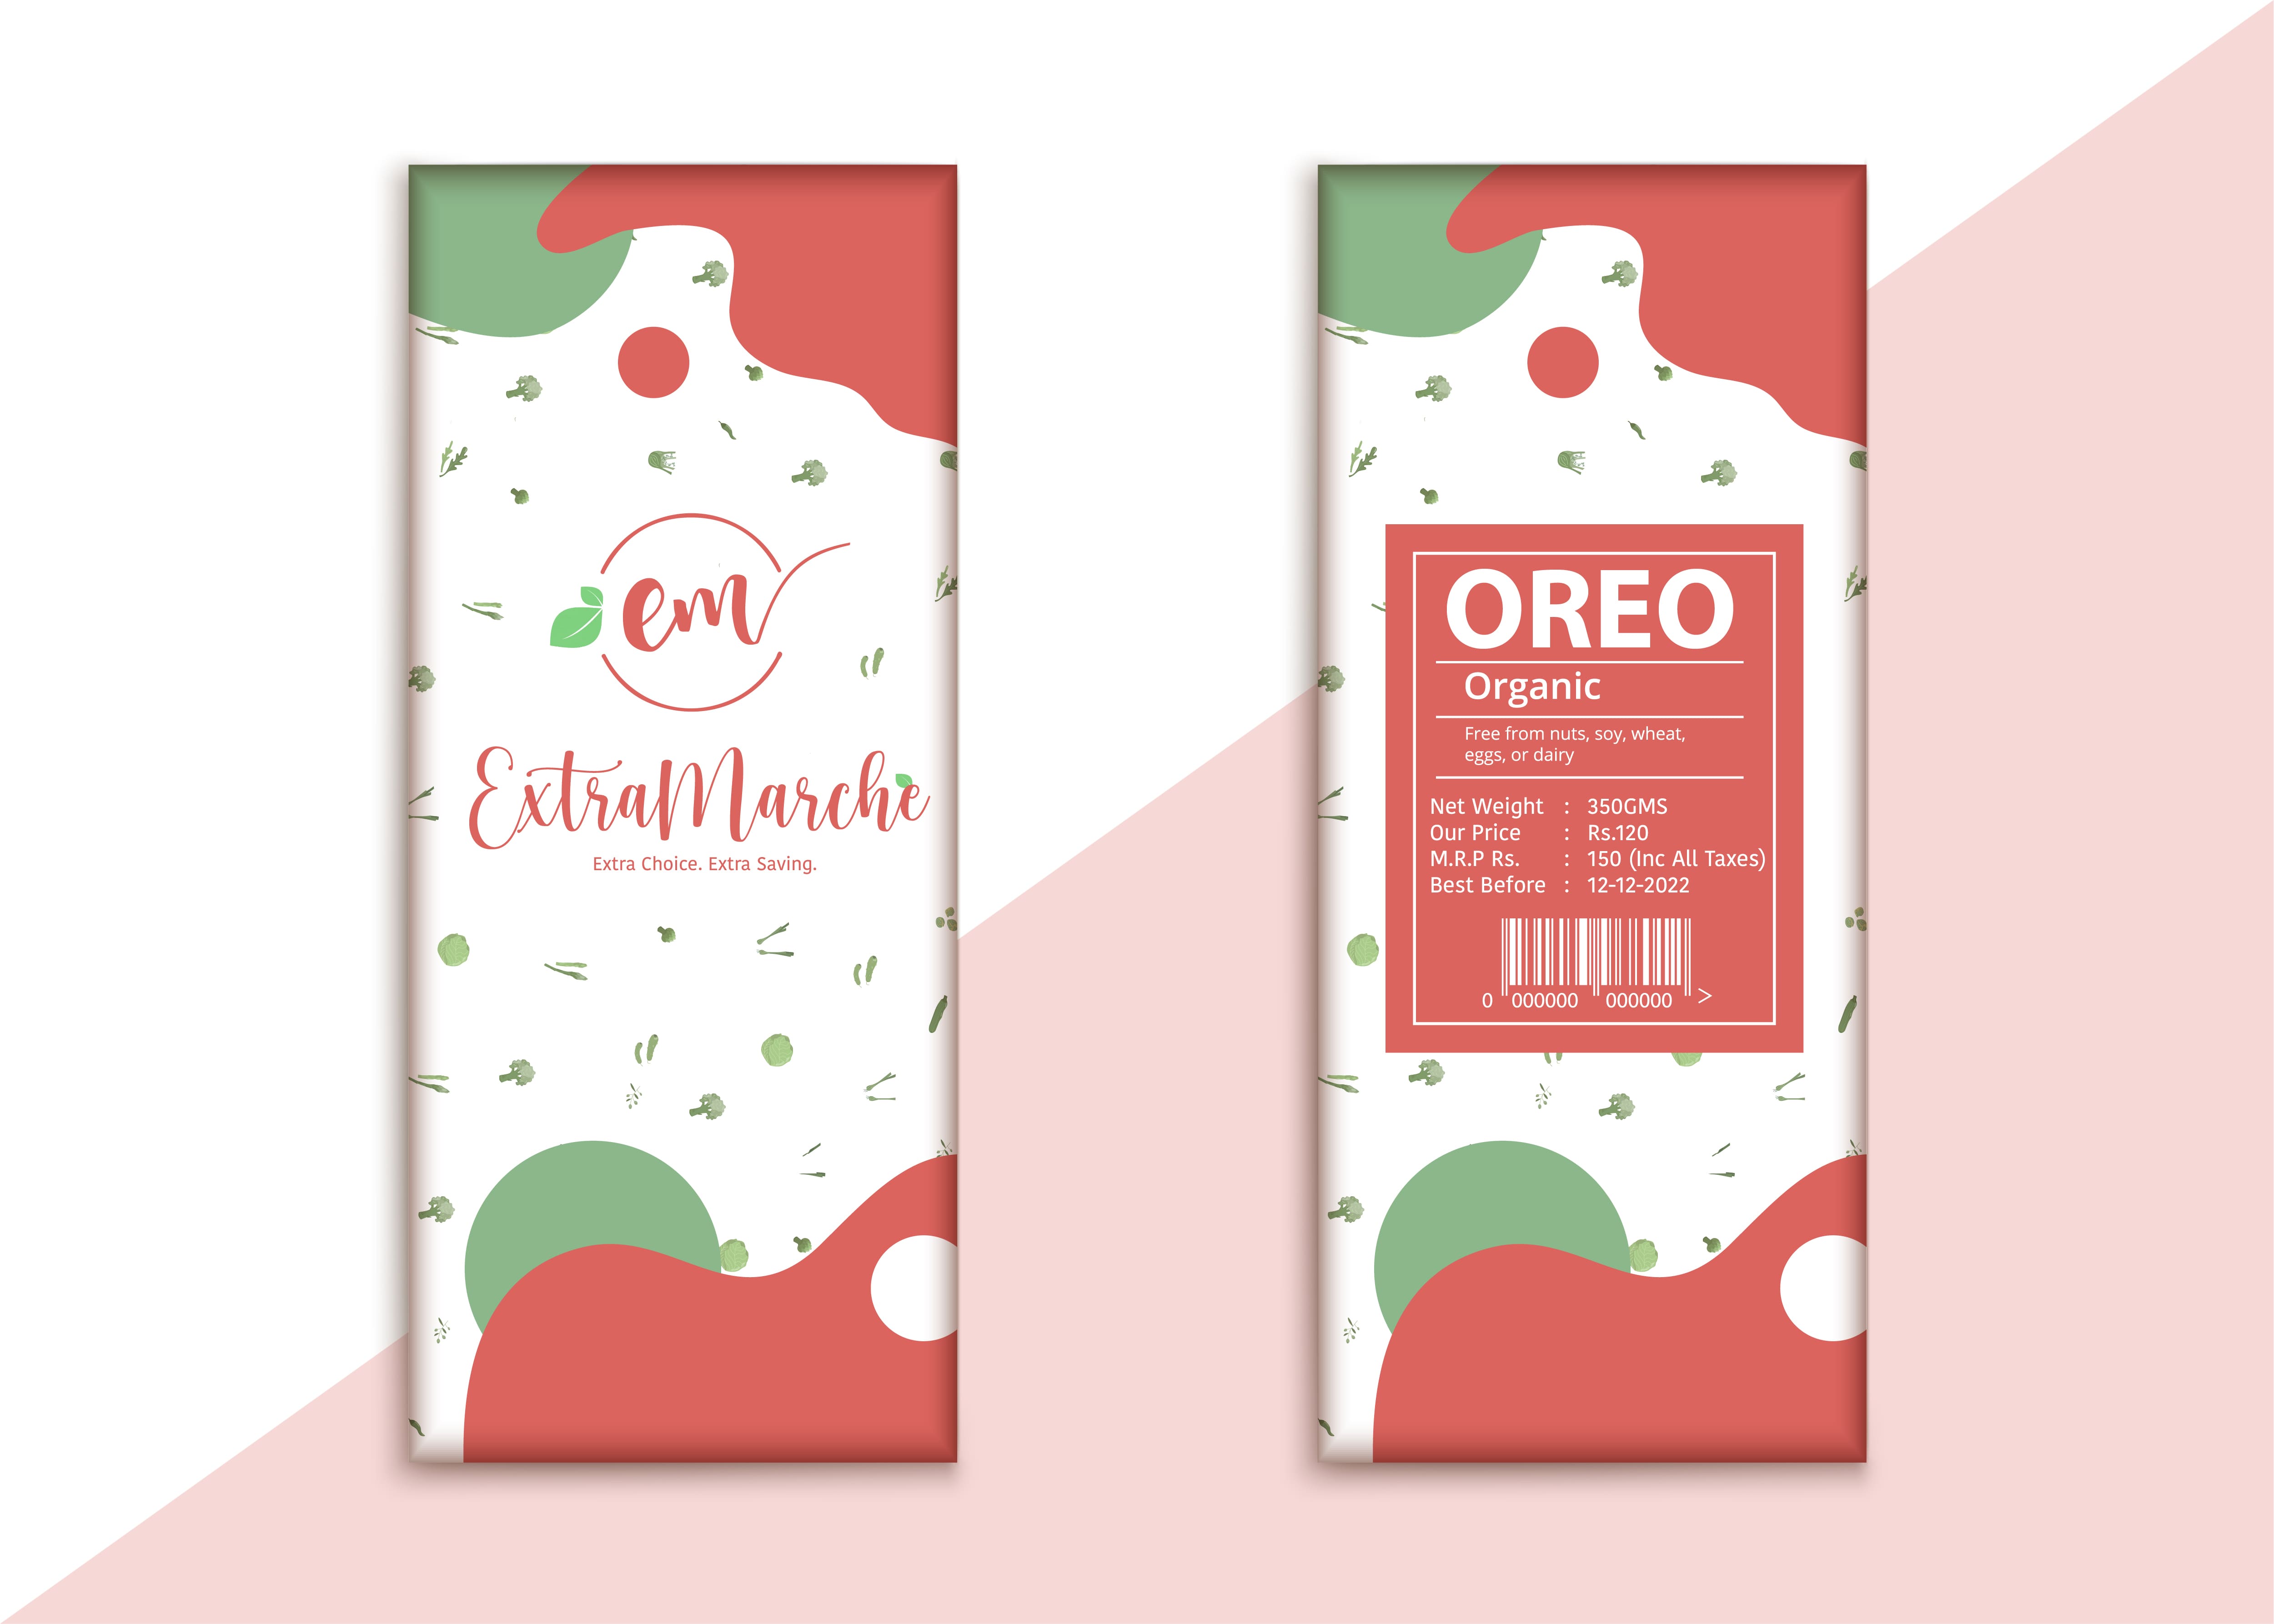 em
ExtraMarche
Extra Choice. Extra Saving.
OREO
Organic
Free from nuts, soy, wheat,
eggs, or dairy
Net Weight : 350GMS
Our Price : Rs.120
M.R.P Rs. : 150 (Inc All Taxes)
Best Before : 12-12-2022
0 000000 000000 >